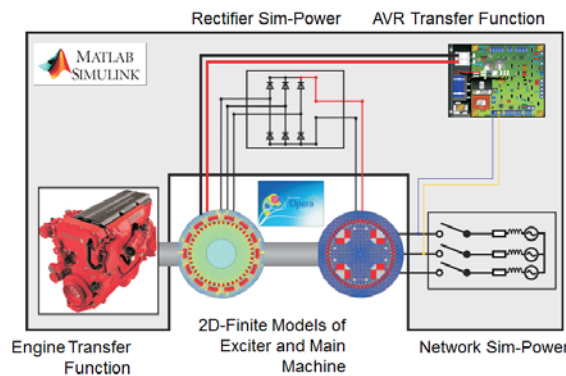 Rectifier Sim-Power
AVR Transfer Function
MATLAB
SIMULINK
Opera
Engine Transfer
Function
2D-Finite Models of
Exciter and Main
Machine
Network Sim-Power